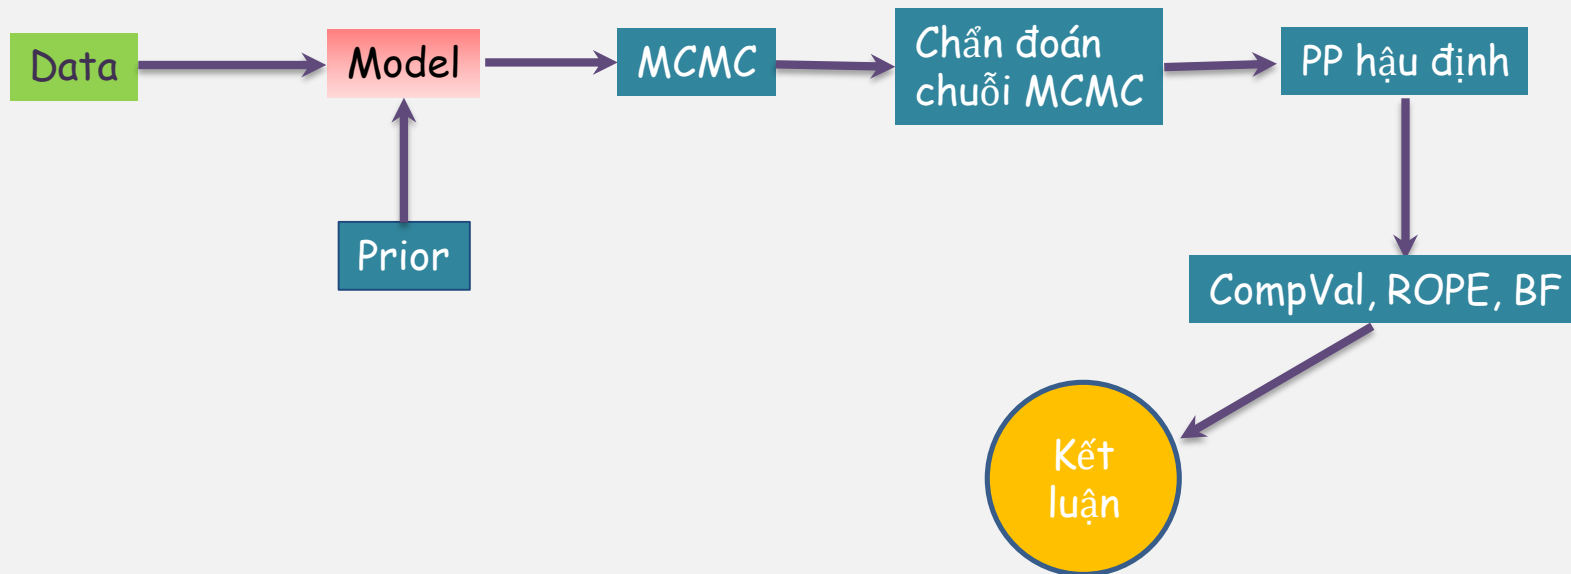 Data
Model
MCMC
Chẩn đoán
chuỗi MCMC
PP hậu định
Prior
CompVal, ROPE, BF
Kết
luận